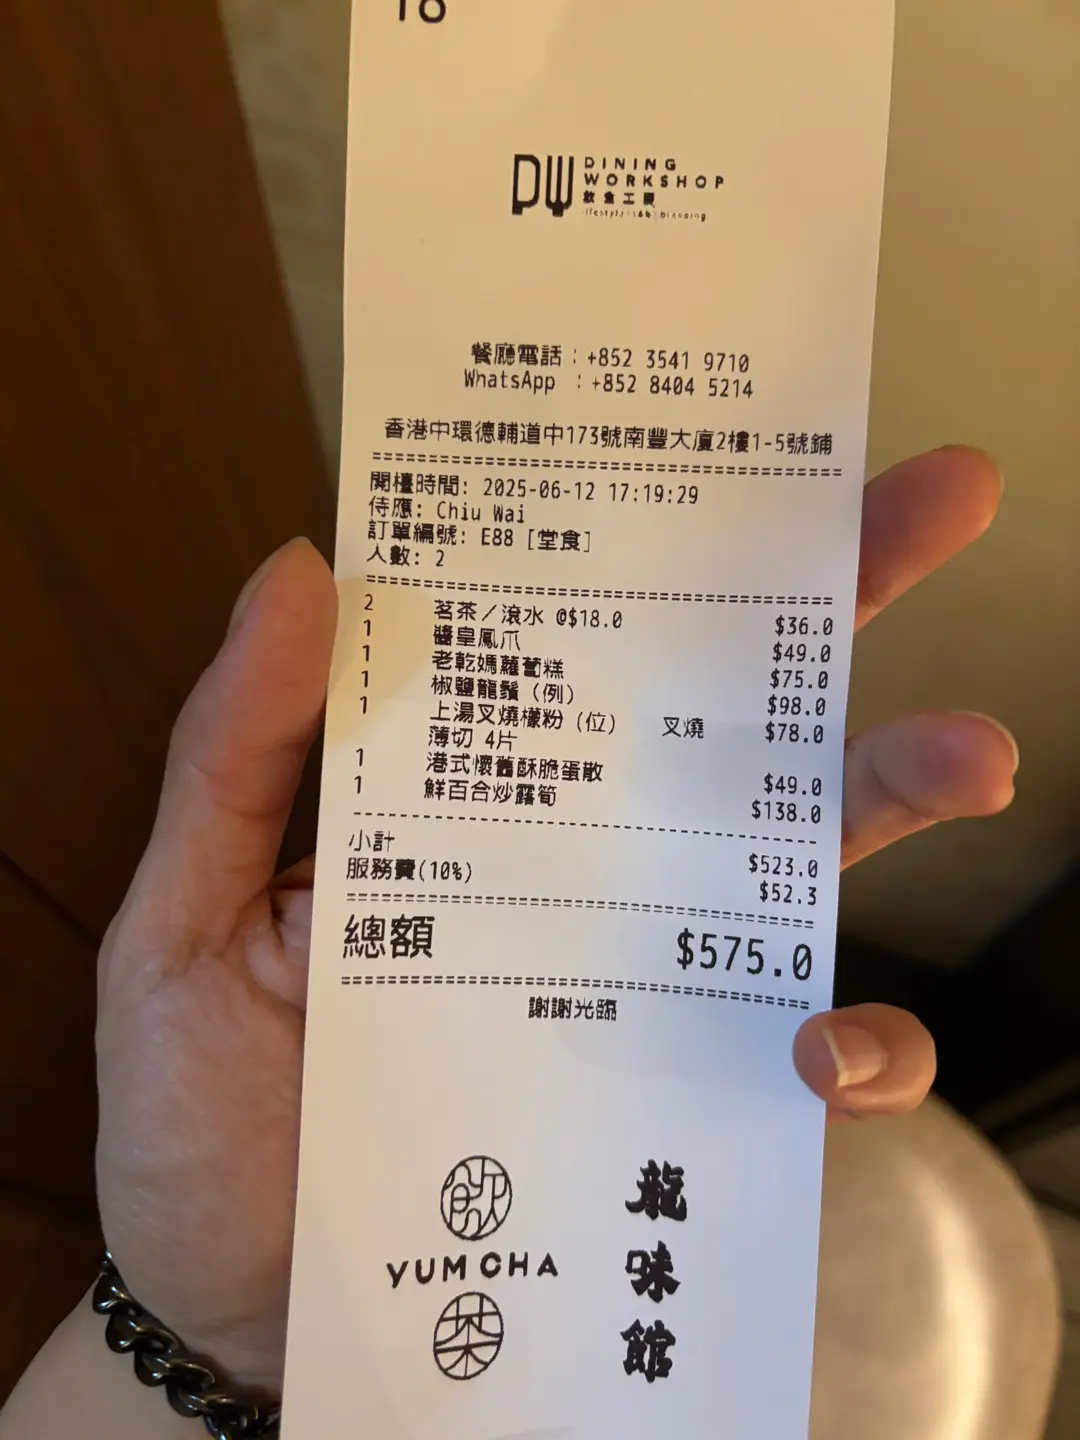 DINING
WORKSHOP
飲食工房
餐廳電話：+852 3541 9710
WhatsApp ：+852 8404 5214
香港中環德輔道中173號南豐大廈2樓1-5號鋪
開檯時間: 2025-06-12 17:19:29
侍應: Chiu Wai
訂單編號: E88 [堂食]
人數: 2
2 茗茶／滾水 @$18.0 $36.0
1 醬皇鳳爪 $49.0
1 老乾媽蘿蔔糕 $75.0
1 椒鹽龍鬚（例） $98.0
1 上湯叉燒檬粉（位） 叉燒 $78.0
薄切 4片
1 港式懷舊酥脆蛋散 $49.0
1 鮮百合炒露筍 $138.0
小計 $523.0
服務費(10%) $52.3
總額 $575.0
謝謝光臨
飲
YUM CHA
茶
龍味館